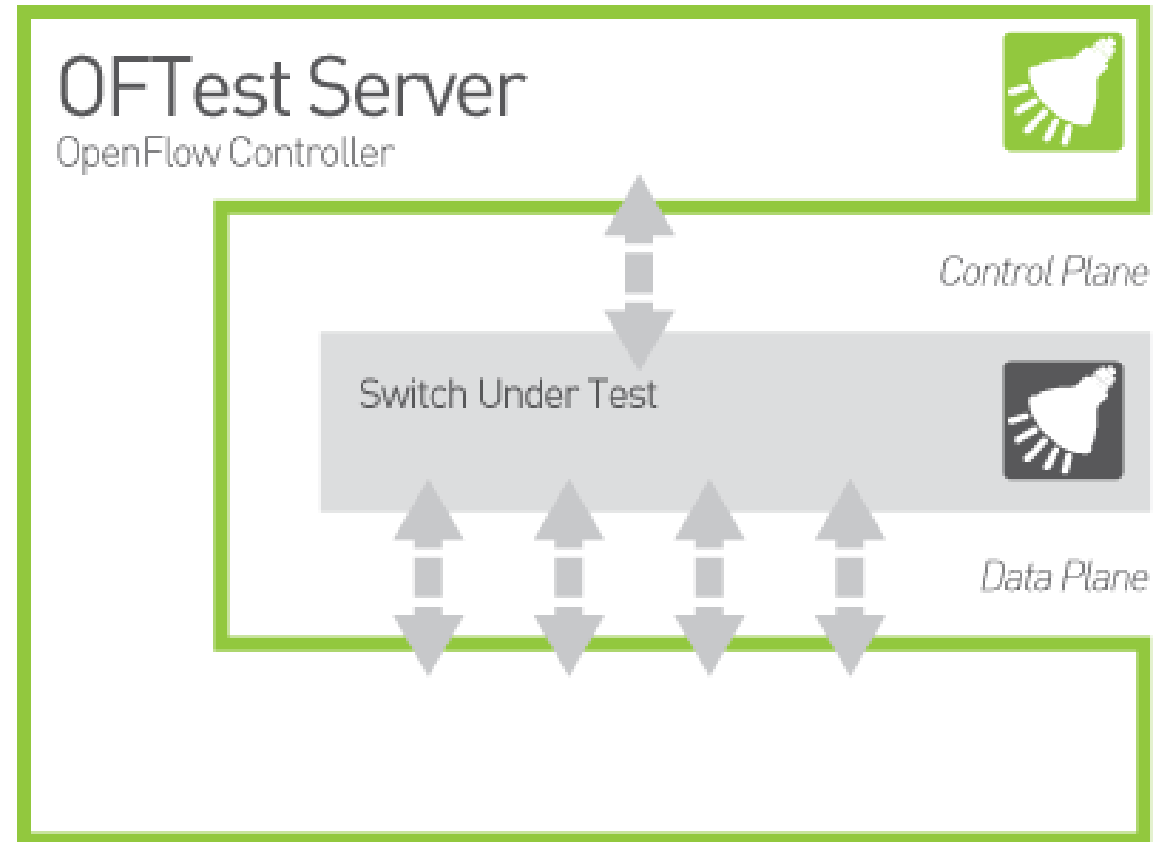 OFTest Server
OpenFlow Controller
Control Plane
Switch Under Test
Data Plane